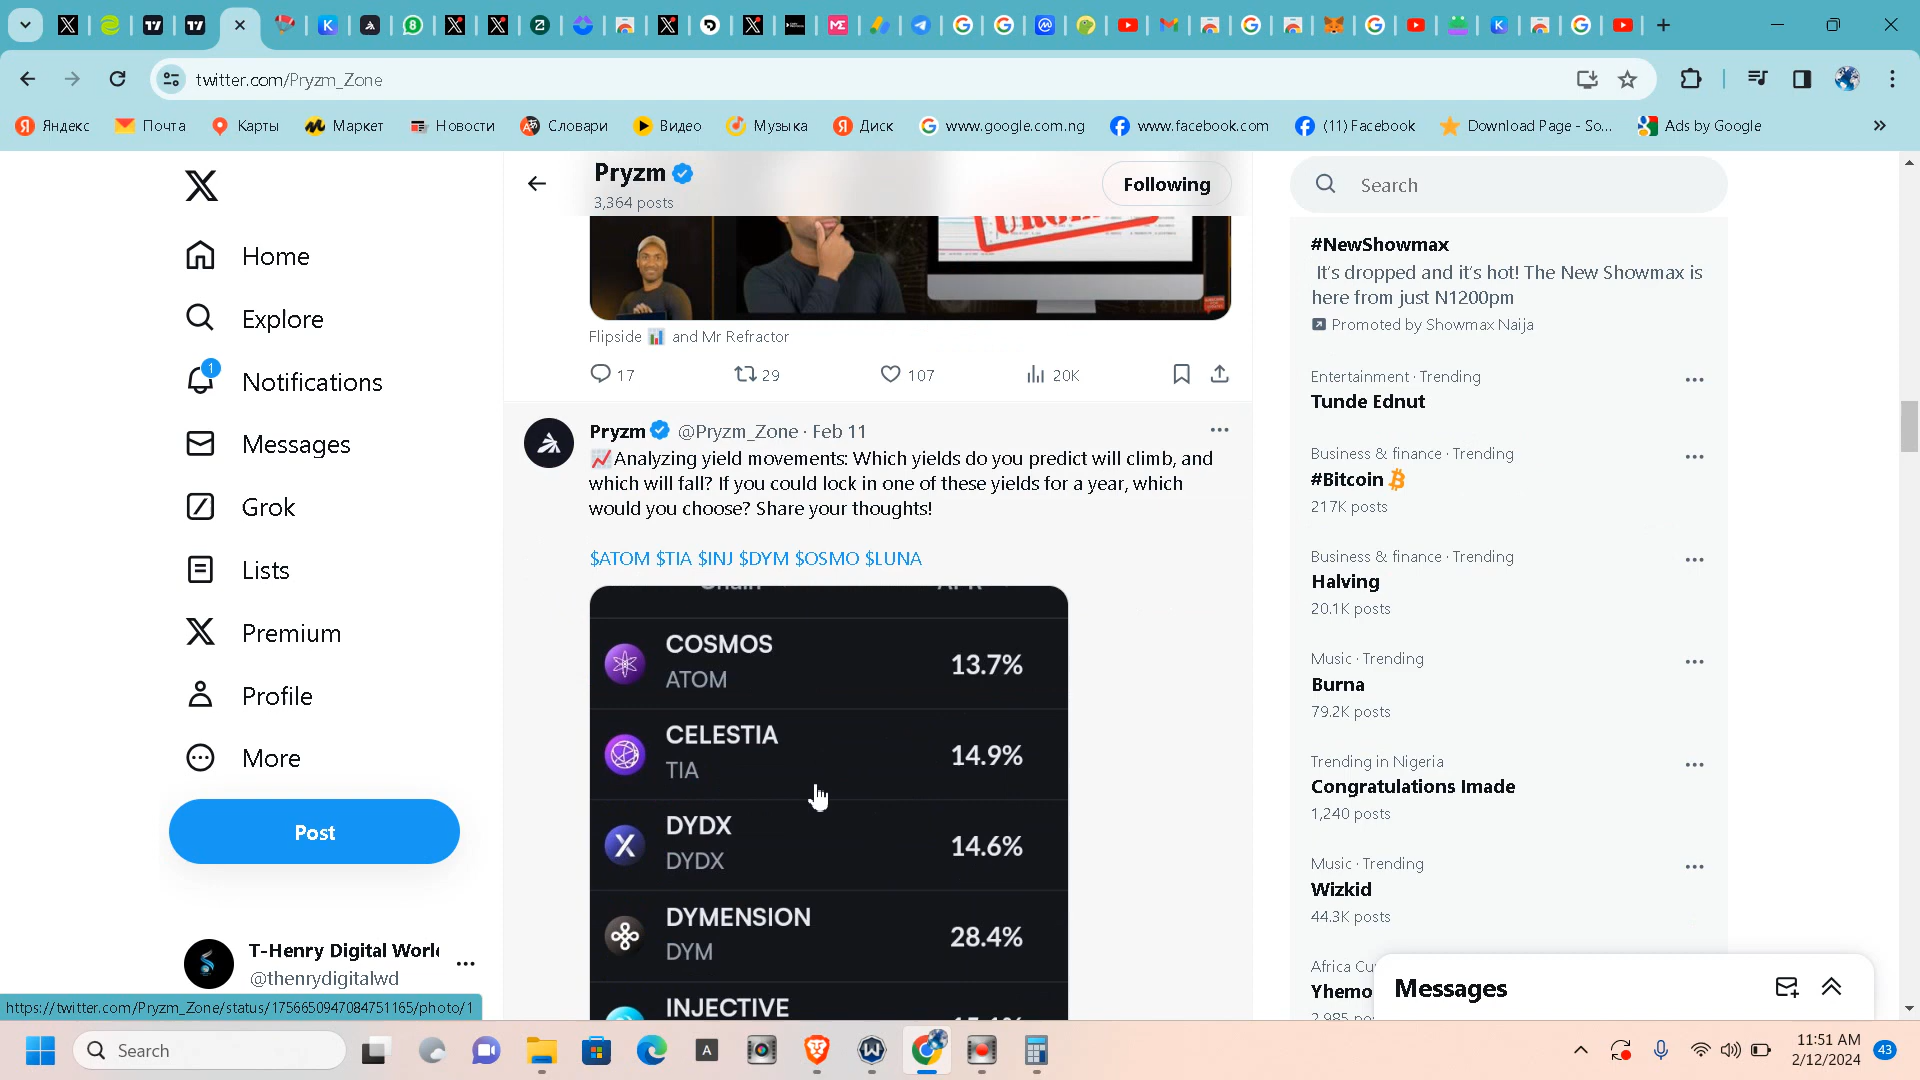 twitter.com/Pryzm_Zone
Яндекс
Почта
Карты
Маркет
Новости
Словари
Видео
Музыка
Диск
www.google.com.ng
www.facebook.com
(11) Facebook
Download Page - So...
Ads by Google
Pryzm
3,364 posts
Following
Search
Home
Explore
1
Notifications
Messages
Grok
Lists
Premium
Profile
More
Post
T-Henry Digital Worl
@thenrydigitalwd
https://twitter.com/Pryzm_Zone/status/1756650947084751165/photo/1
Flipside and Mr Refractor
17
29
107
20K
Pryzm @Pryzm_Zone · Feb 11
Analyzing yield movements: Which yields do you predict will climb, and
which will fall? If you could lock in one of these yields for a year, which
would you choose? Share your thoughts!
$ATOM $TIA $INJ $DYM $OSMO $LUNA
COSMOS
ATOM
13.7%
CELESTIA
TIA
14.9%
DYDX
DYDX
14.6%
DYMENSION
DYM
28.4%
INJECTIVE
#NewShowmax
It's dropped and it's hot! The New Showmax is
here from just N1200pm
Promoted by Showmax Naija
Entertainment · Trending
Tunde Ednut
Business & finance · Trending
#Bitcoin
217K posts
Business & finance · Trending
Halving
20.1K posts
Music · Trending
Burna
79.2K posts
Trending in Nigeria
Congratulations Imade
1,240 posts
Music · Trending
Wizkid
44.3K posts
Africa Cu
Yhemo
Messages
Search
11:51 AM
2/12/2024
43